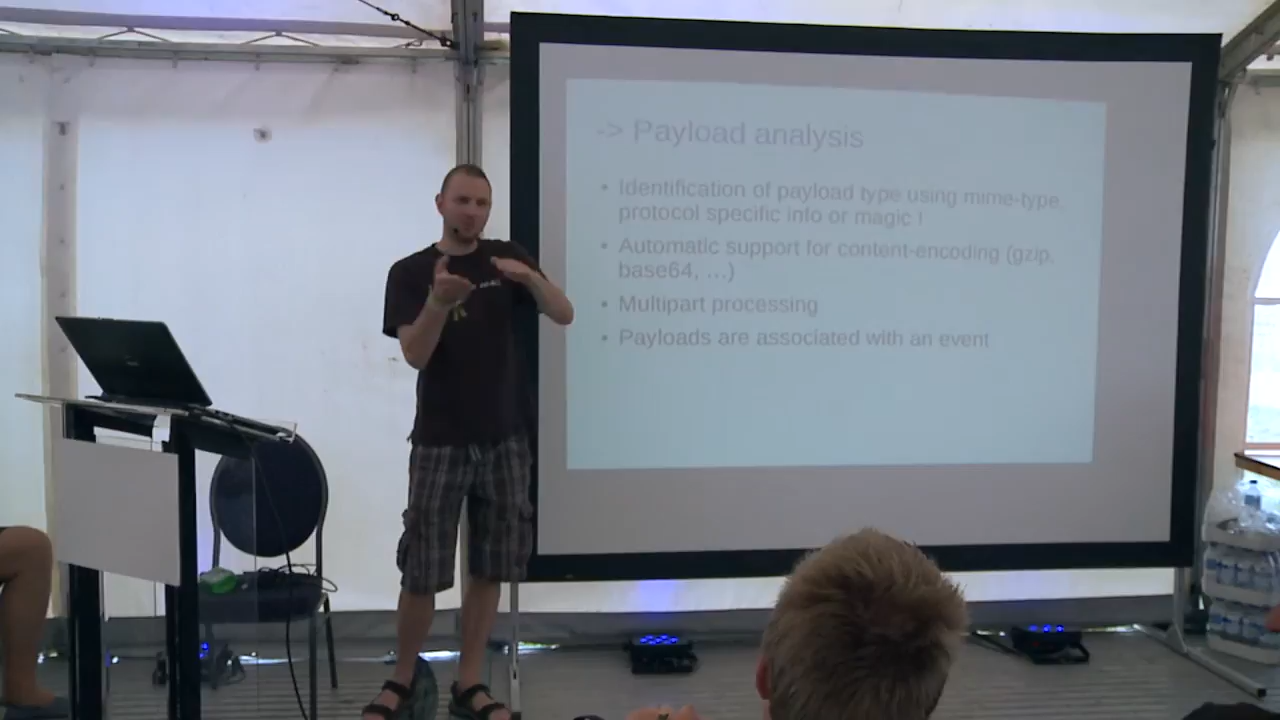 -> Payload analysis
• Identification of payload type using mime-type
protocol specific info or magic !
• Automatic support for content-encoding (gzip,
base64, …)
• Multipart processing
• Payloads are associated with an event